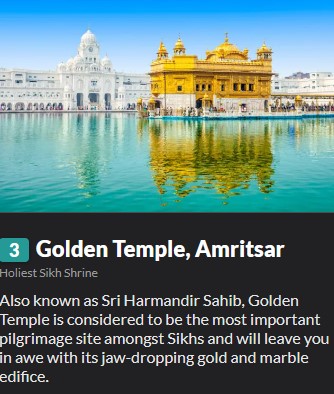 3 Golden Temple, Amritsar
Holiest Sikh Shrine
Also known as Sri Harmandir Sahib, Golden
Temple is considered to be the most important
pilgrimage site amongst Sikhs and will leave you
in awe with its jaw-dropping gold and marble
edifice.